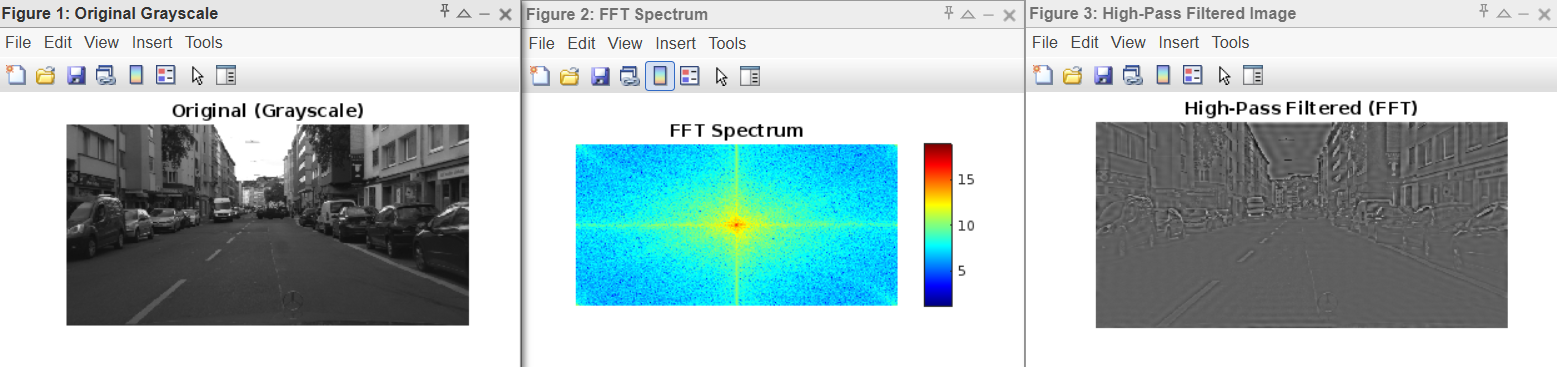 Figure 1: Original Grayscale
File Edit View Insert Tools
Original (Grayscale)
Figure 2: FFT Spectrum
File Edit View Insert Tools
FFT Spectrum
15
10
5
Figure 3: High-Pass Filtered Image
File Edit View Insert Tools
High-Pass Filtered (FFT)